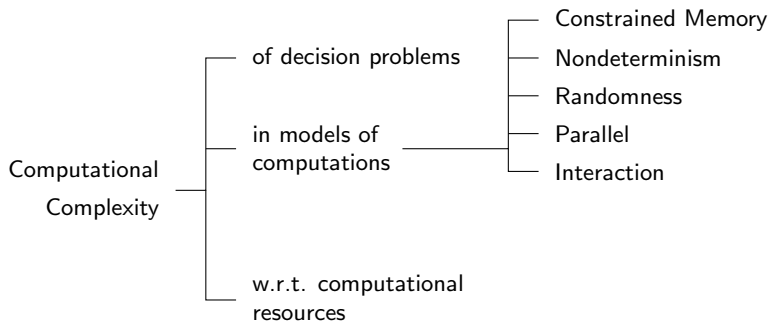 Computational
Complexity
of decision problems
in models of
computations
Constrained Memory
Nondeterminism
Randomness
Parallel
Interaction
w.r.t. computational
resources